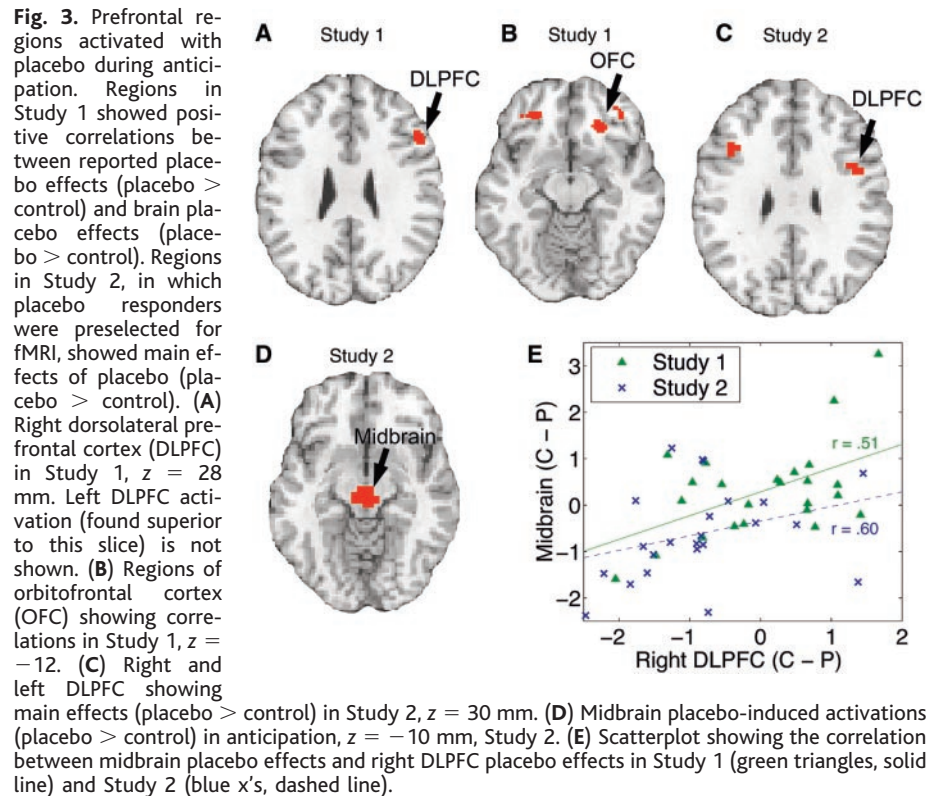 Fig. 3. Prefrontal re-
gions activated with
placebo during antici-
pation. Regions in
Study 1 showed posi-
tive correlations be-
tween reported place-
bo effects (placebo >
control) and brain pla-
cebo effects (place-
bo > control). Regions
in Study 2, in which
placebo responders
were preselected for
fMRI, showed main ef-
fects of placebo (pla-
cebo > control). (A)
Right dorsolateral pre-
frontal cortex (DLPFC)
in Study 1, z = 28
mm. Left DLPFC acti-
vation (found superior
to this slice) is not
shown. (B) Regions of
orbitofrontal cortex
(OFC) showing corre-
lations in Study 1, z =
−12. (C) Right and
left DLPFC showing
main effects (placebo > control) in Study 2, z = 30 mm. (D) Midbrain placebo-induced activations
(placebo > control) in anticipation, z = −10 mm, Study 2. (E) Scatterplot showing the correlation
between midbrain placebo effects and right DLPFC placebo effects in Study 1 (green triangles, solid
line) and Study 2 (blue x's, dashed line).
A
Study 1
DLPFC
B
Study 1
OFC
C
Study 2
DLPFC
D
Study 2
Midbrain
E
Study 1
Study 2
r = .51
r = .60
Midbrain (C – P)
3
2
1
0
−1
−2
−2 −1 0 1 2
Right DLPFC (C – P)